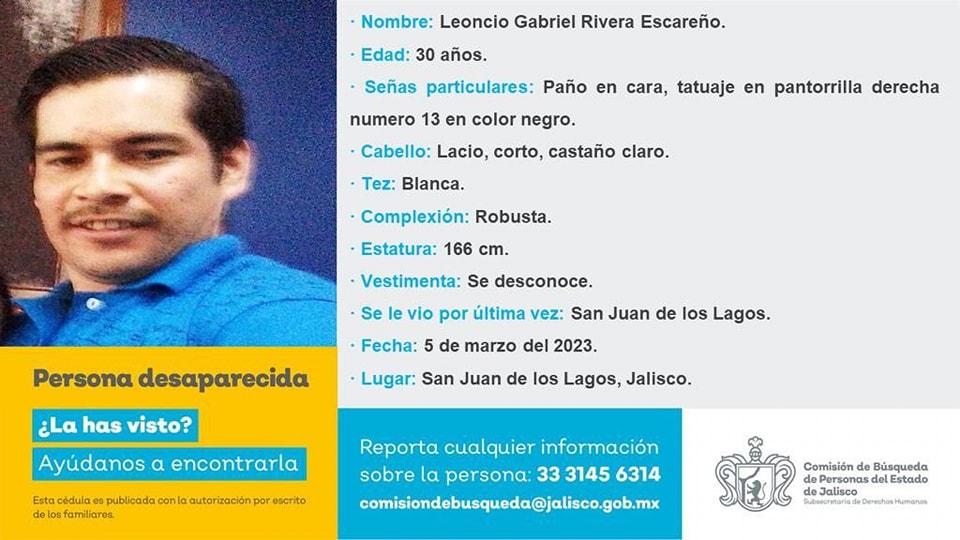 · Nombre: Leoncio Gabriel Rivera Escareño.
· Edad: 30 años.
· Señas particulares: Paño en cara, tatuaje en pantorrilla derecha
numero 13 en color negro.
· Cabello: Lacio, corto, castaño claro.
· Tez: Blanca.
· Complexión: Robusta.
· Estatura: 166 cm.
· Vestimenta: Se desconoce.
· Se le vio por última vez: San Juan de los Lagos.
· Fecha: 5 de marzo del 2023.
· Lugar: San Juan de los Lagos, Jalisco.
Persona desaparecida
¿La has visto?
Ayúdanos a encontrarla
Esta cédula es publicada con la autorización por escrito
de los familiares.
Reporta cualquier información
sobre la persona: 33 3145 6314
comisiondebusqueda@jalisco.gob.mx
Comisión de Búsqueda
de Personas del Estado
de Jalisco
Subsecretaría de Derechos Humanos